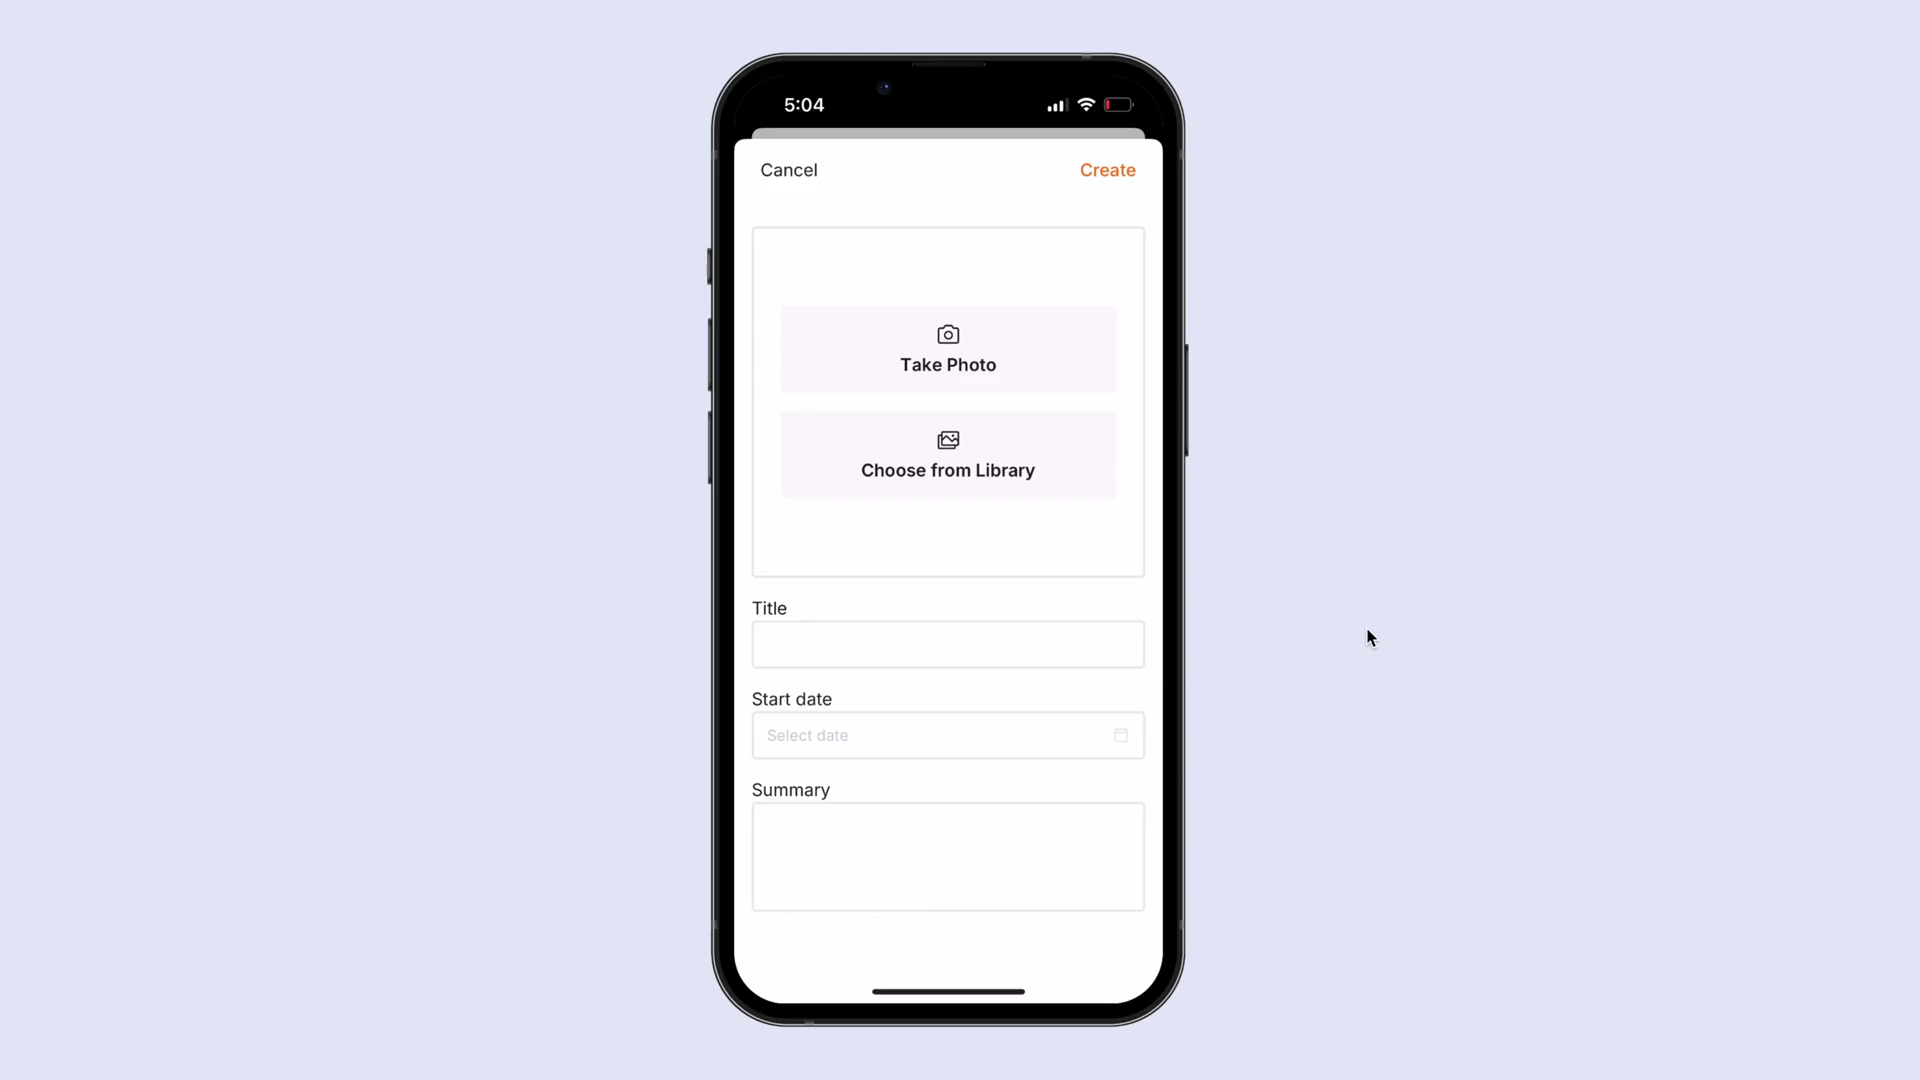 5:04
Cancel
Create
Take Photo
Choose from Library
Title
Start date
Select date
Summary